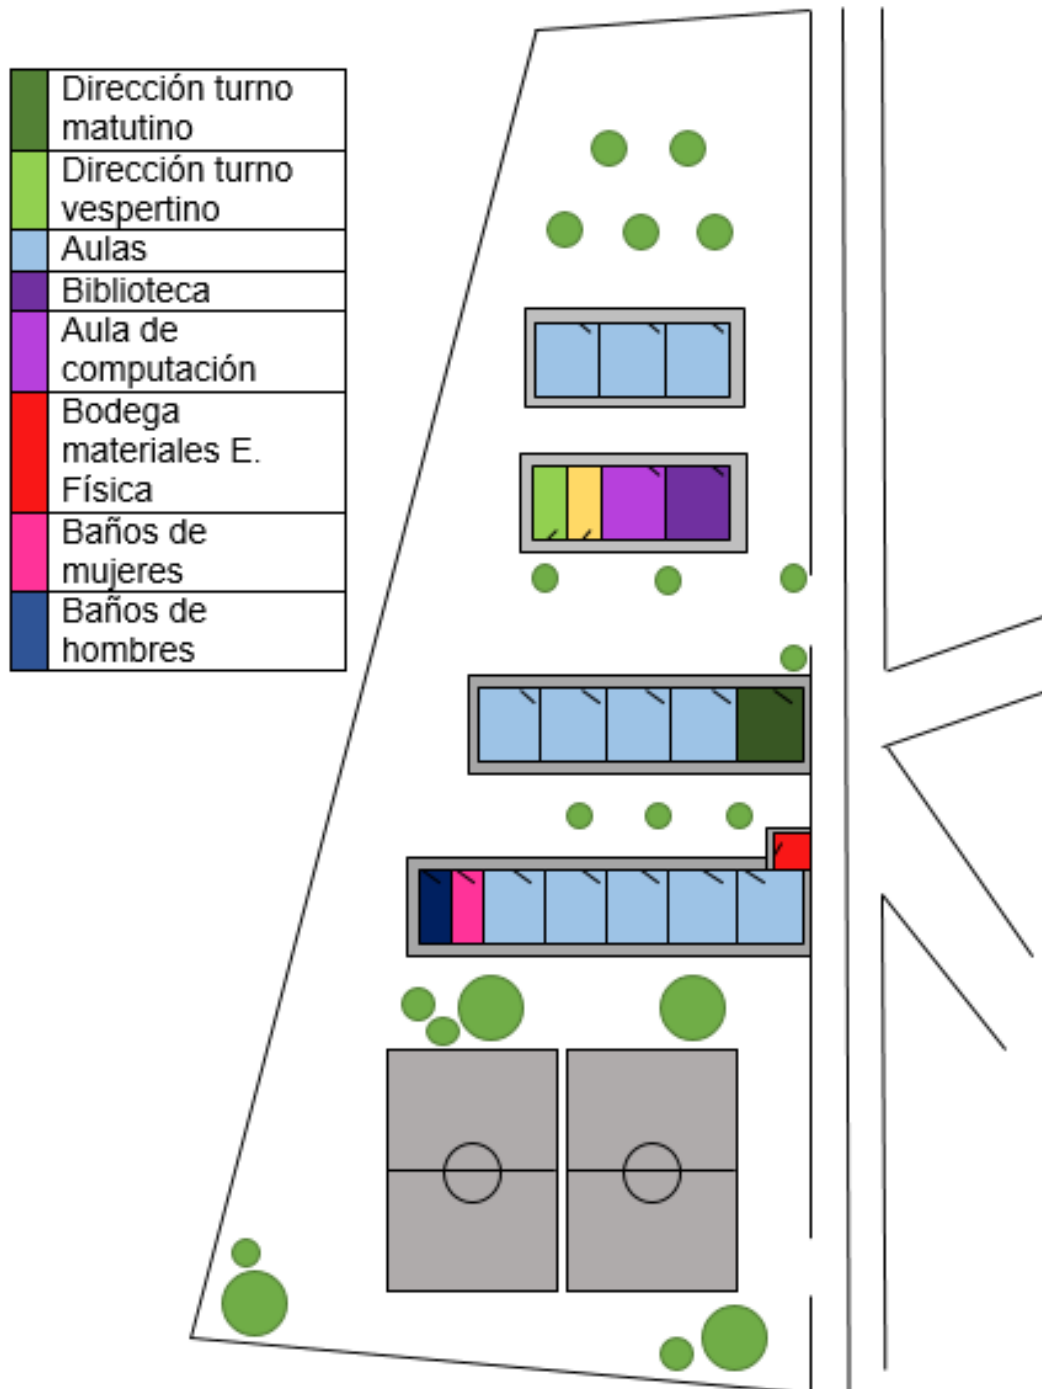 Dirección turno
matutino
Dirección turno
vespertino
Aulas
Biblioteca
Aula de
computación
Bodega
materiales E.
Física
Baños de
mujeres
Baños de
hombres